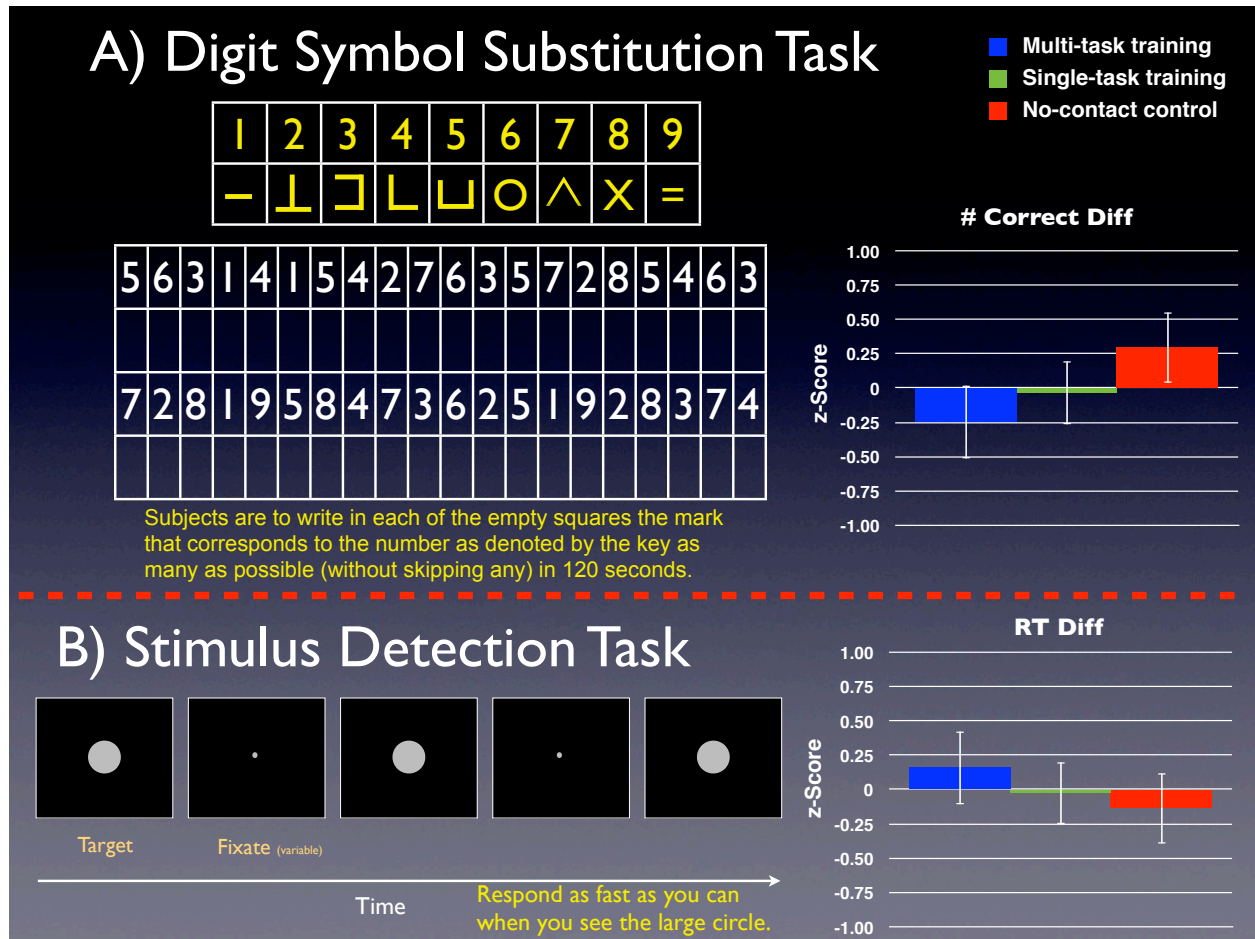 A) Digit Symbol Substitution Task
Multi-task training
Single-task training
No-contact control
1 2 3 4 5 6 7 8 9
5 6 3 1 4 1 5 4 2 7 6 3 5 7 2 8 5 4 6 3
7 2 8 1 9 5 8 4 7 3 6 2 5 1 9 2 8 3 7 4
Subjects are to write in each of the empty squares the mark
that corresponds to the number as denoted by the key as
many as possible (without skipping any) in 120 seconds.
# Correct Diff
1.00
0.75
0.50
0.25
0
-0.25
-0.50
-0.75
-1.00
z-Score
B) Stimulus Detection Task
Target
Fixate (variable)
Time
Respond as fast as you can
when you see the large circle.
RT Diff
1.00
0.75
0.50
0.25
0
-0.25
-0.50
-0.75
-1.00
z-Score